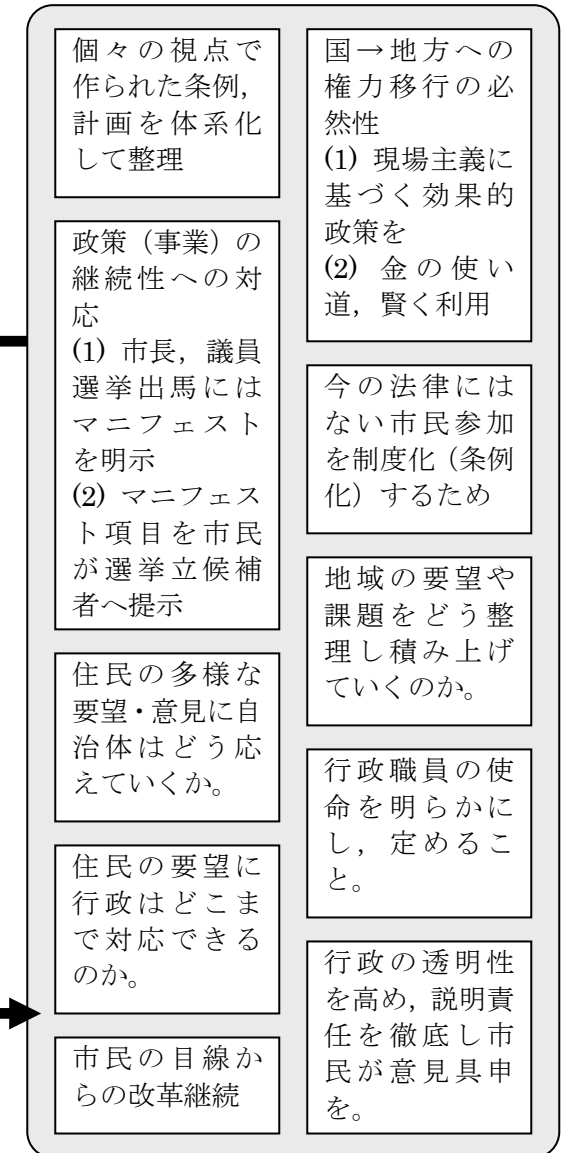 個々の視点で
作られた条例，
計画を体系化
して整理
政策（事業）の
継続性への対
応
(1) 市長，議員
選挙出馬には
マニフェスト
を明示
(2) マニフェス
ト項目を市民
が選挙立候補
者へ提示
住民の多様な
要望・意見に自
治体はどう応
えていくか。
住民の要望に
行政はどこま
で対応できる
のか。
市民の目線か
らの改革継続
国→地方への
権力移行の必
然性
(1) 現場主義に
基づく効果的
政策を
(2) 金の使い
道，賢く利用
今の法律には
ない市民参加
を制度化（条例
化）するため
地域の要望や
課題をどう整
理し積み上げ
ていくのか。
行政職員の使
命を明らかに
し，定めるこ
と。
行政の透明性
を高め，説明責
任を徹底し市
民が意見具申
を。